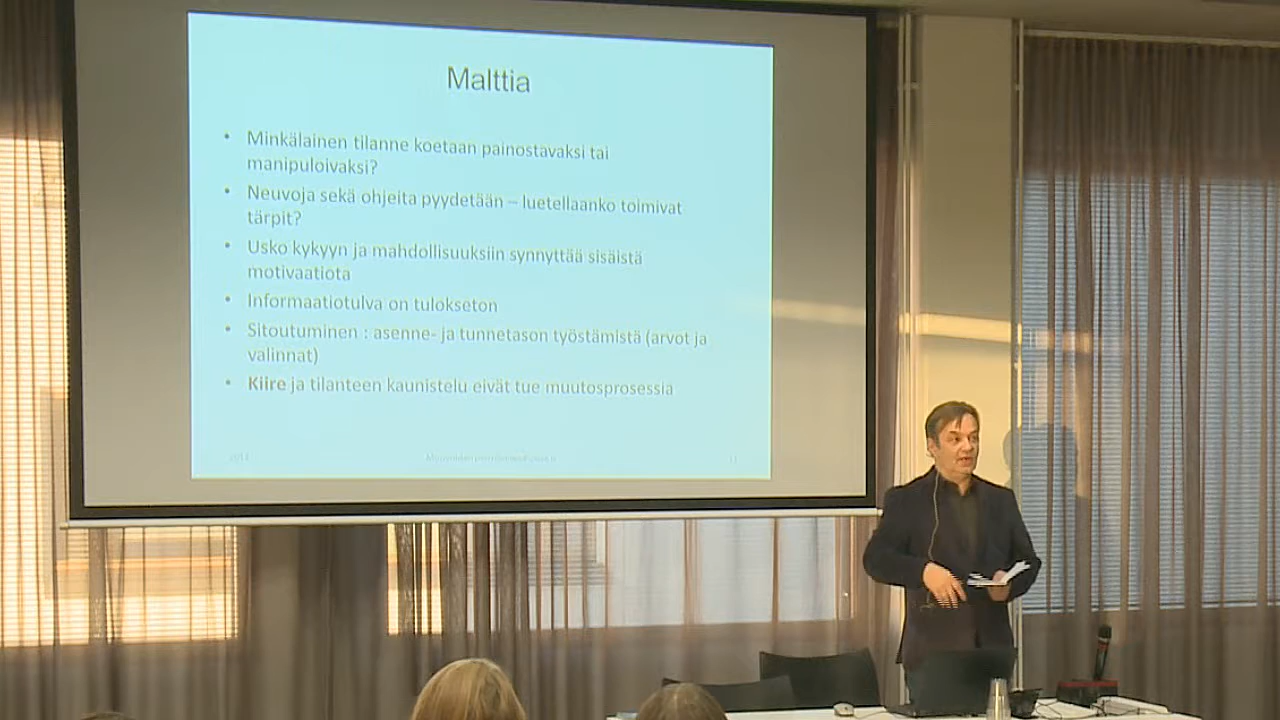 Malttia
• Minkälainen tilanne koetaan painostavaksi tai
manipuloivaksi?
• Neuvoja sekä ohjeita pyydetään – luetellaanko toimivat
tärpit?
• Usko kykyyn ja mahdollisuuksiin synnyttää sisäistä
motivaatiota
• Informaatiotulva on tulokseton
• Sitoutuminen : asenne- ja tunnetason työstämistä (arvot ja
valinnat)
• Kiire ja tilanteen kaunistelu eivät tue muutosprosessia